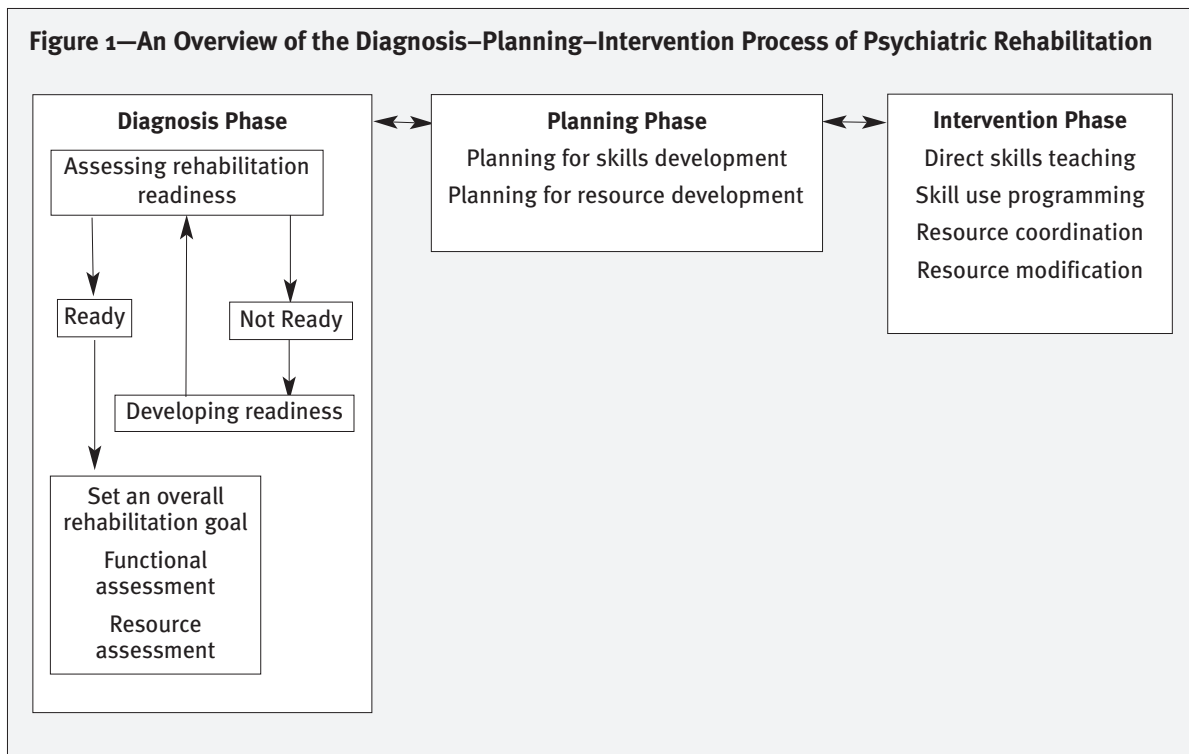 Figure 1—An Overview of the Diagnosis–Planning–Intervention Process of Psychiatric Rehabilitation
Diagnosis Phase
Assessing rehabilitation
readiness
Ready
Not Ready
Developing readiness
Set an overall
rehabilitation goal
Functional
assessment
Resource
assessment
Planning Phase
Planning for skills development
Planning for resource development
Intervention Phase
Direct skills teaching
Skill use programming
Resource coordination
Resource modification